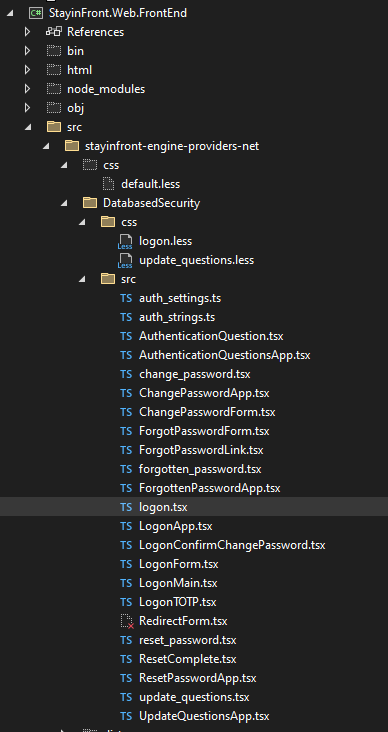 C# StayinFront.Web.FrontEnd
References
bin
html
node_modules
obj
src
stayinfront-engine-providers-net
css
default.less
DatabasedSecurity
css
Less logon.less
Less update_questions.less
src
TS auth_settings.ts
TS auth_strings.ts
TS AuthenticationQuestion.tsx
TS AuthenticationQuestionsApp.tsx
TS change_password.tsx
TS ChangePasswordApp.tsx
TS ChangePasswordForm.tsx
TS ForgotPasswordForm.tsx
TS ForgotPasswordLink.tsx
TS forgotten_password.tsx
TS ForgottenPasswordApp.tsx
TS logon.tsx
TS LogonApp.tsx
TS LogonConfirmChangePassword.tsx
TS LogonForm.tsx
TS LogonMain.tsx
TS LogonTOTP.tsx
RedirectForm.tsx
TS reset_password.tsx
TS ResetComplete.tsx
TS ResetPasswordApp.tsx
TS update_questions.tsx
TS UpdateQuestionsApp.tsx